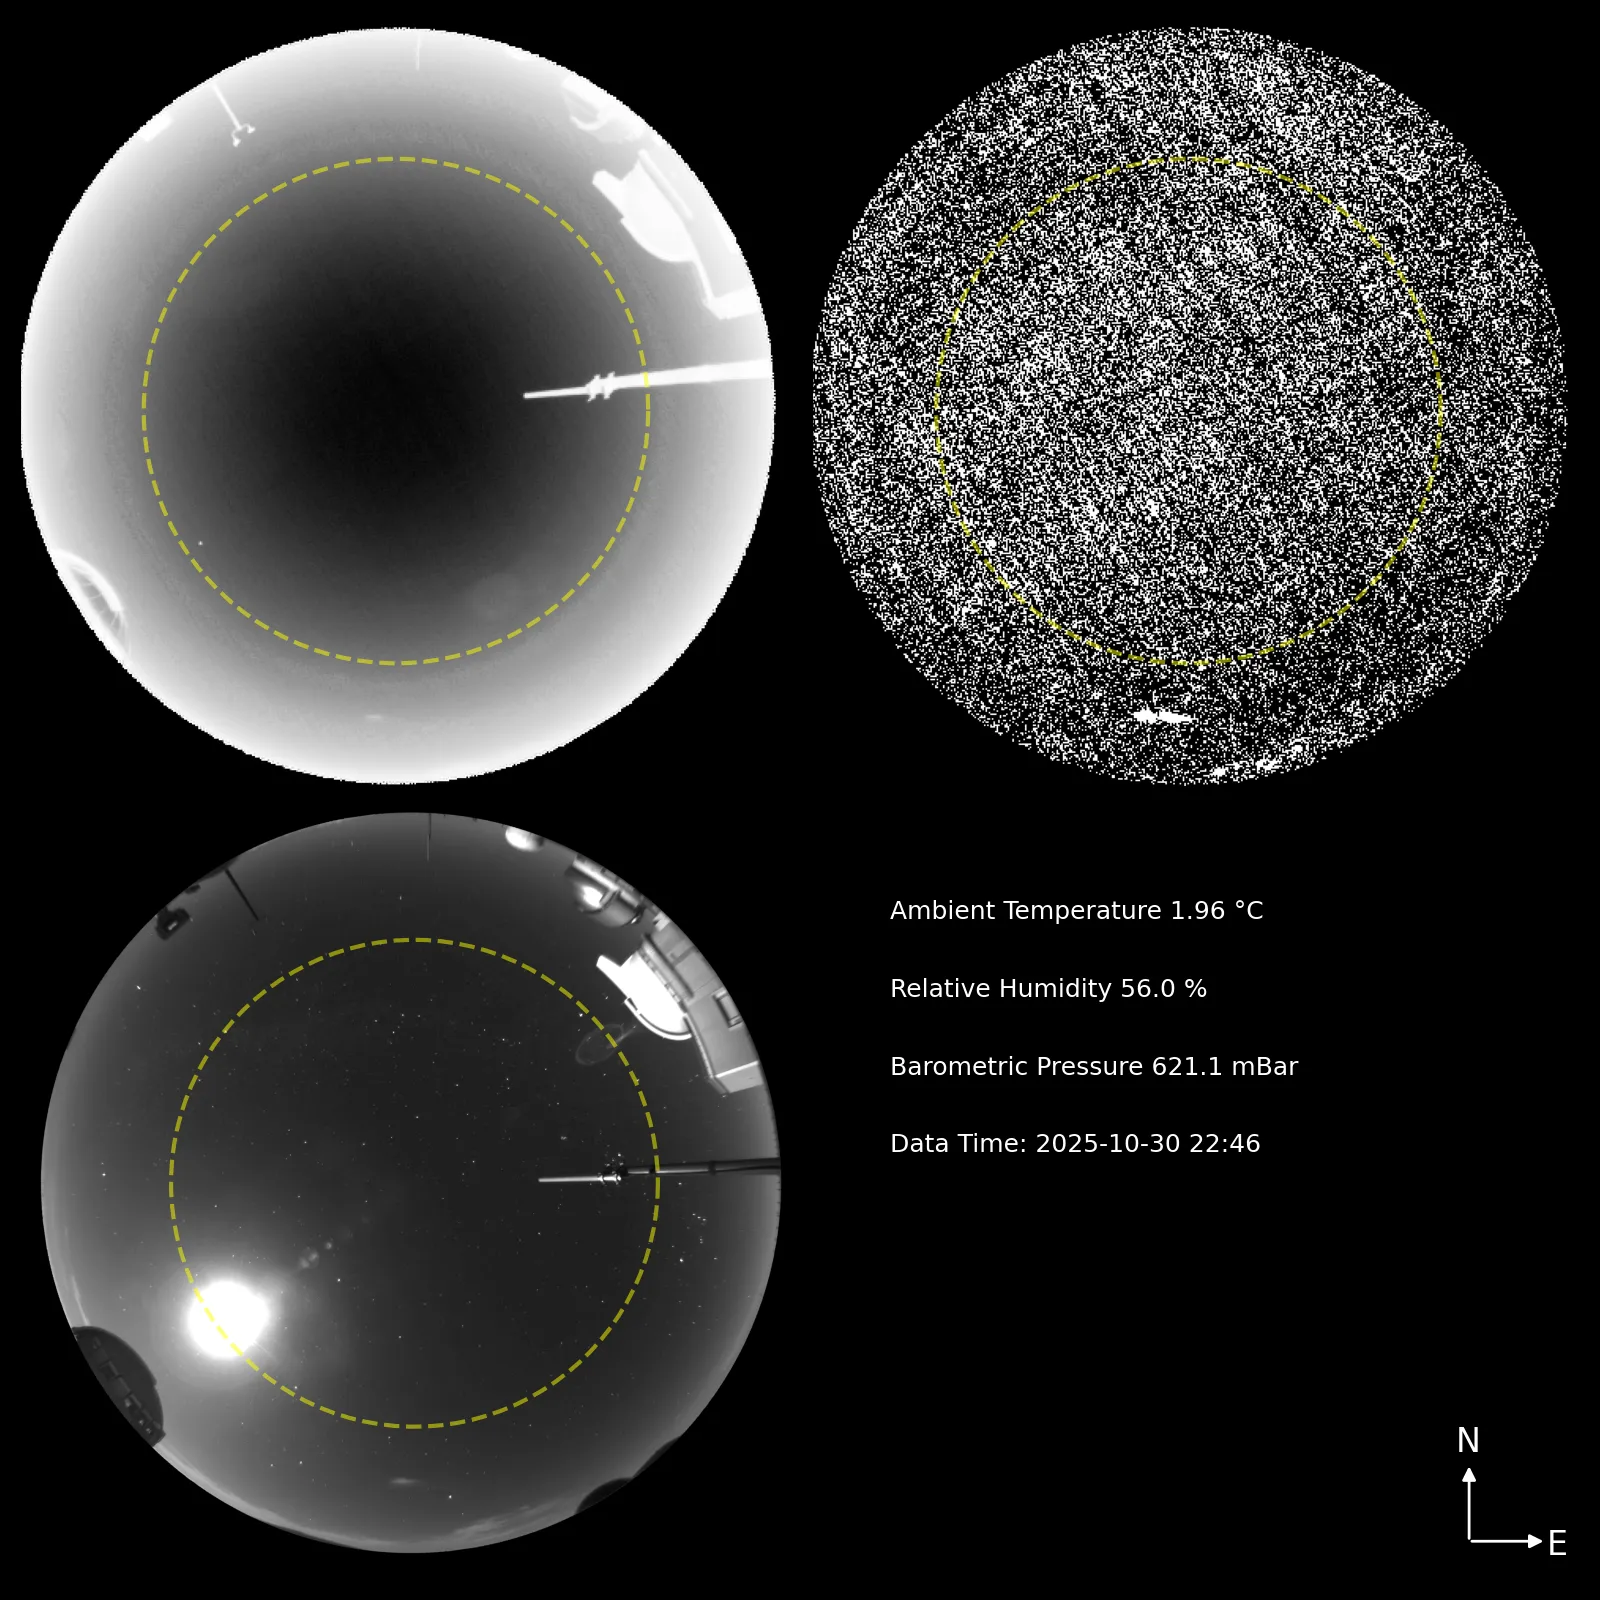 Ambient Temperature 1.96 °C
Relative Humidity 56.0 %
Barometric Pressure 621.1 mBar
Data Time: 2025-10-30 22:46
N
E